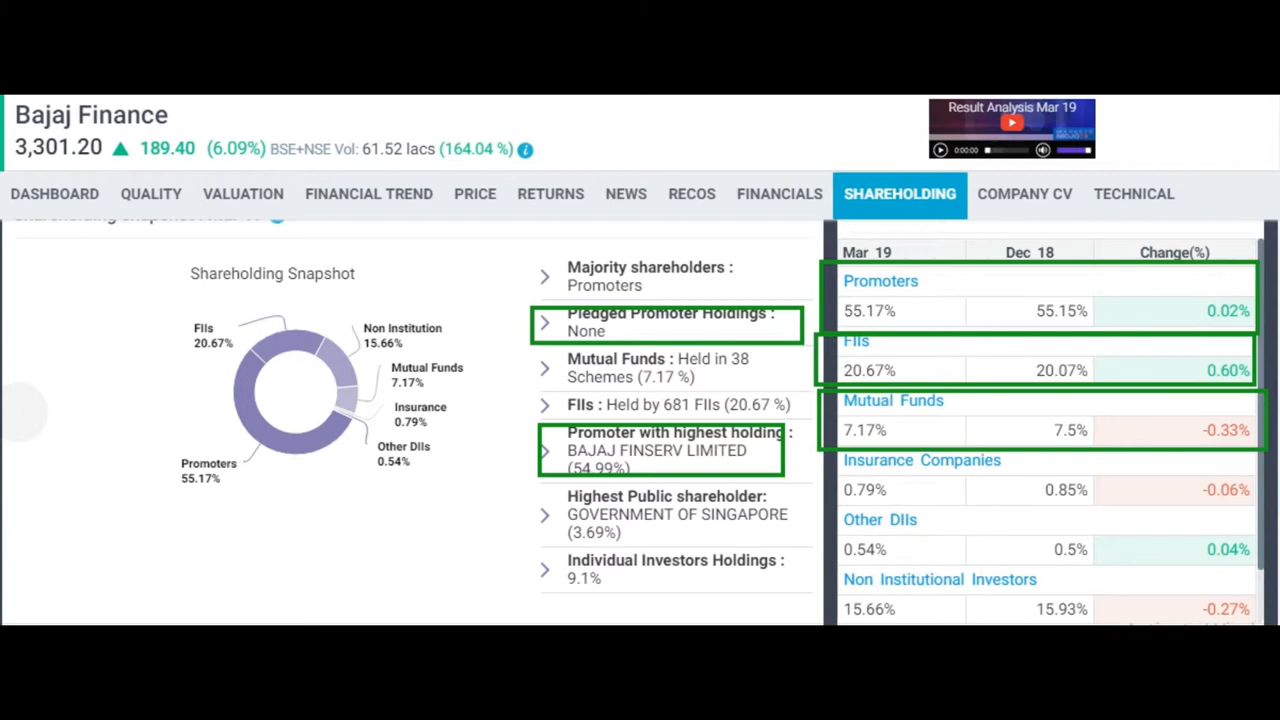 Bajaj Finance
3,301.20 ▲ 189.40 (6.09%) BSE+NSE Vol: 61.52 lacs (164.04 %)
Result Analysis Mar 19
0:00:00
DASHBOARD QUALITY VALUATION FINANCIAL TREND PRICE RETURNS NEWS RECOS FINANCIALS SHAREHOLDING COMPANY CV TECHNICAL
Shareholding Snapshot
FIIs
20.67%
Non Institution
15.66%
Mutual Funds
7.17%
Insurance
0.79%
Other DIIs
0.54%
Promoters
55.17%
Majority shareholders :
Promoters
Pledged Promoter Holdings :
None
Mutual Funds : Held in 38
Schemes (7.17 %)
FIIs : Held by 681 FIIs (20.67 %)
Promoter with highest holding :
BAJAJ FINSERV LIMITED
(54.99%)
Highest Public shareholder:
GOVERNMENT OF SINGAPORE
(3.69%)
Individual Investors Holdings :
9.1%
Mar 19 Dec 18 Change(%)
Promoters
55.17% 55.15% 0.02%
FIIs
20.67% 20.07% 0.60%
Mutual Funds
7.17% 7.5% -0.33%
Insurance Companies
0.79% 0.85% -0.06%
Other DIIs
0.54% 0.5% 0.04%
Non Institutional Investors
15.66% 15.93% -0.27%